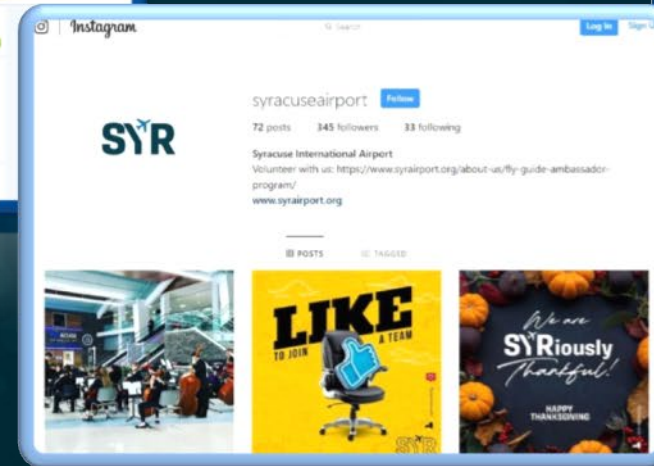 Instagram
Search
Log In
Sign U
syracuseairport
Follow
72 posts 345 followers 33 following
Syracuse International Airport
Volunteer with us: https://www.syrairport.org/about-us/fly-guide-ambassador-
program/
www.syrairport.org
SYR
POSTS
TAGGED
LIKE
TO JOIN
A TEAM
SYR
We are
SYRiously
Thankful!
HAPPY
THANKSGIVING